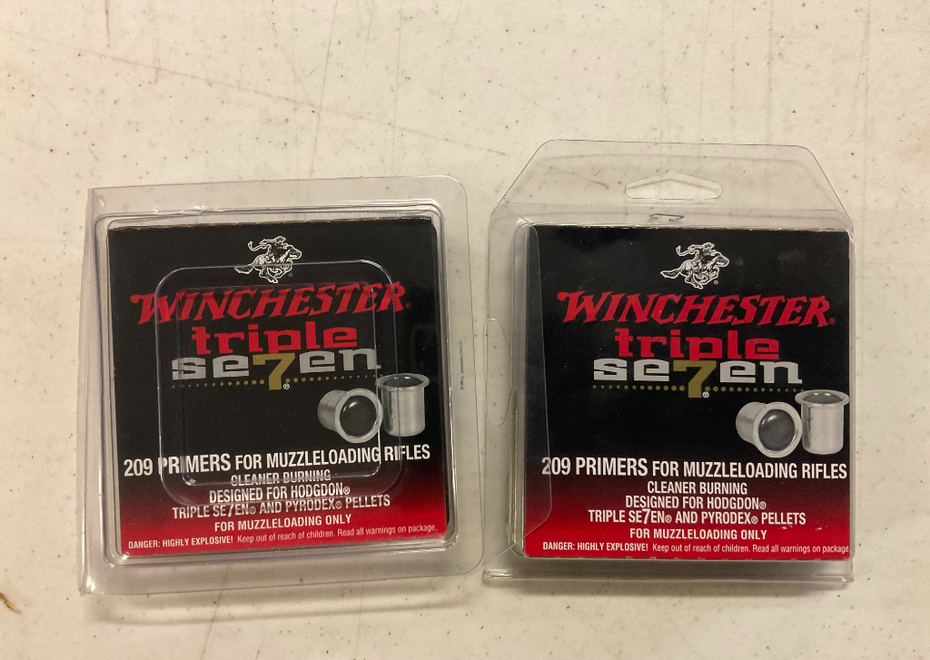 WINCHESTER®
triple
se7en®
209 PRIMERS FOR MUZZLELOADING RIFLES
CLEANER BURNING
DESIGNED FOR HODGDON®
TRIPLE SE7EN® AND PYRODEX® PELLETS
FOR MUZZLELOADING ONLY
DANGER: HIGHLY EXPLOSIVE! Keep out of reach of children. Read all warnings on package.
WINCHESTER®
triple
se7en®
209 PRIMERS FOR MUZZLELOADING RIFLES
CLEANER BURNING
DESIGNED FOR HODGDON®
TRIPLE SE7EN® AND PYRODEX® PELLETS
FOR MUZZLELOADING ONLY
DANGER: HIGHLY EXPLOSIVE! Keep out of reach of children. Read all warnings on package.